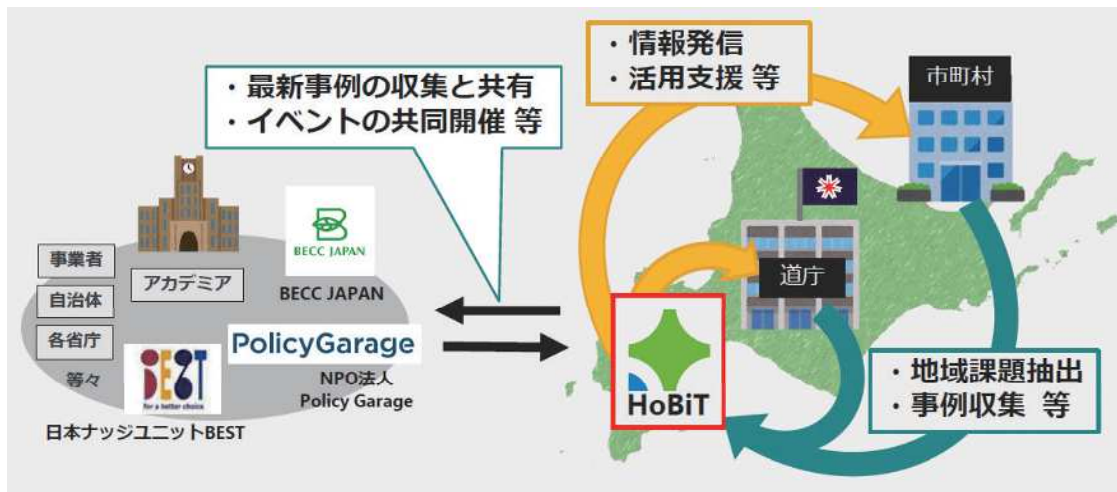 ・情報発信
・活用支援 等
市町村
・最新事例の収集と共有
・イベントの共同開催 等
BECC JAPAN
BECC JAPAN
事業者
アカデミア
自治体
各省庁
等々
PolicyGarage
NPO法人
Policy Garage
BEST
for a better choice
日本ナッジユニットBEST
道庁
HoBiT
・地域課題抽出
・事例収集 等